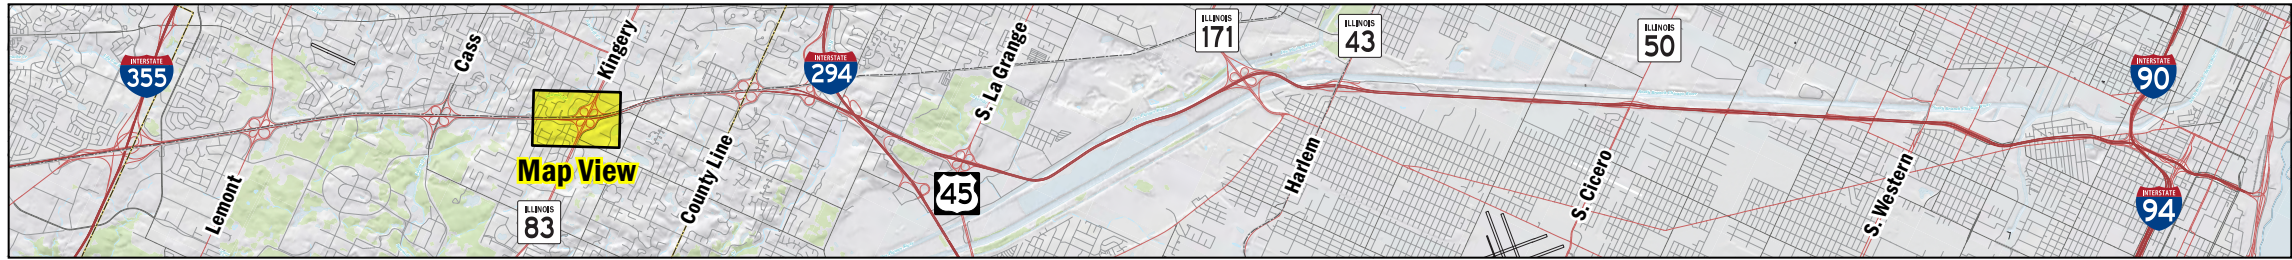 INTERSTATE
355
Lemont
Cass
Map View
ILLINOIS
83
Kingery
County Line
INTERSTATE
294
S. La Grange
45
ILLINOIS
171
ILLINOIS
43
Harlem
ILLINOIS
50
S. Cicero
S. Western
INTERSTATE
90
INTERSTATE
94